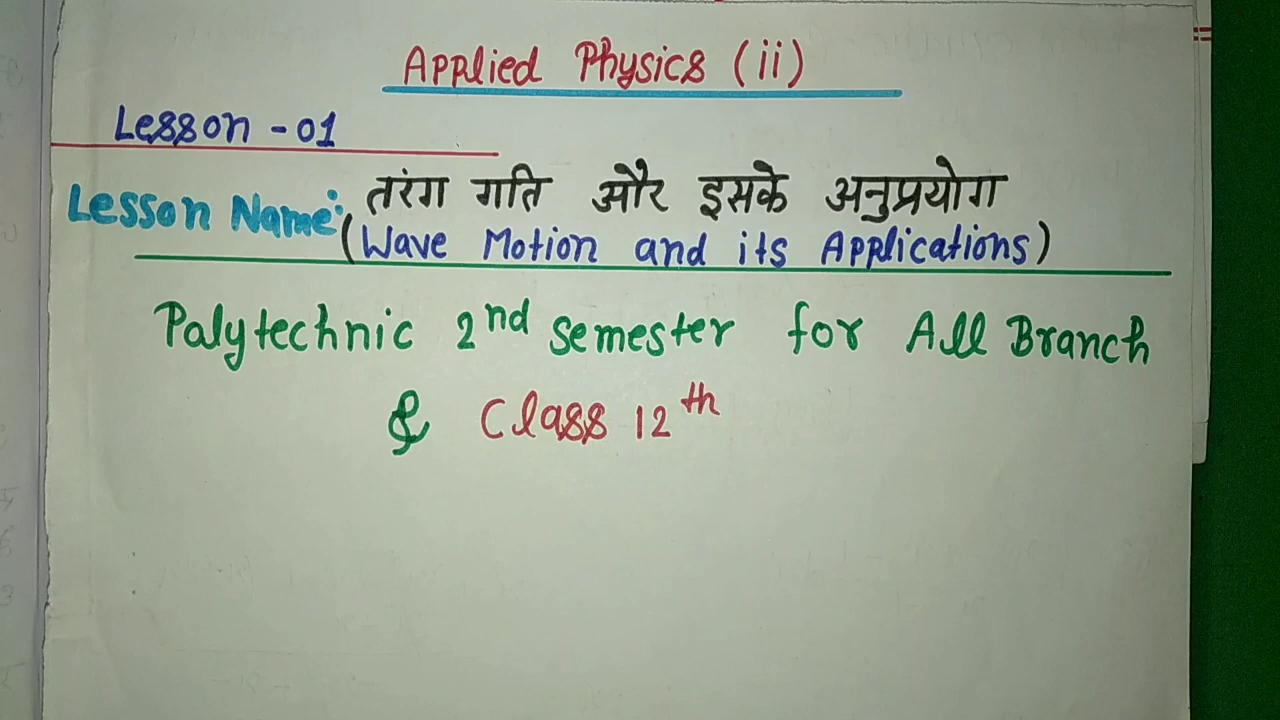 Applied Physics (ii)
Lesson - 01
Lesson Name: तरंग गति और इसके अनुप्रयोग
(Wave Motion and its Applications)
Polytechnic 2nd semester for All Branch
& Class 12th